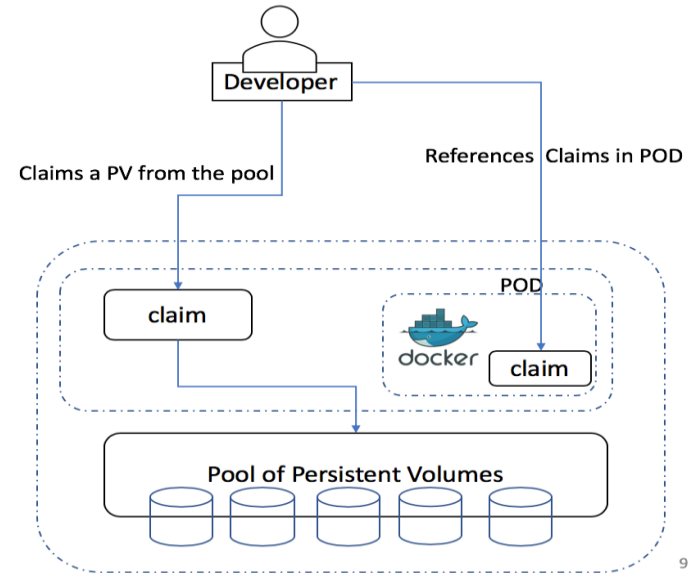 Developer
References Claims in POD
Claims a PV from the pool
POD
claim
docker
claim
Pool of Persistent Volumes
9